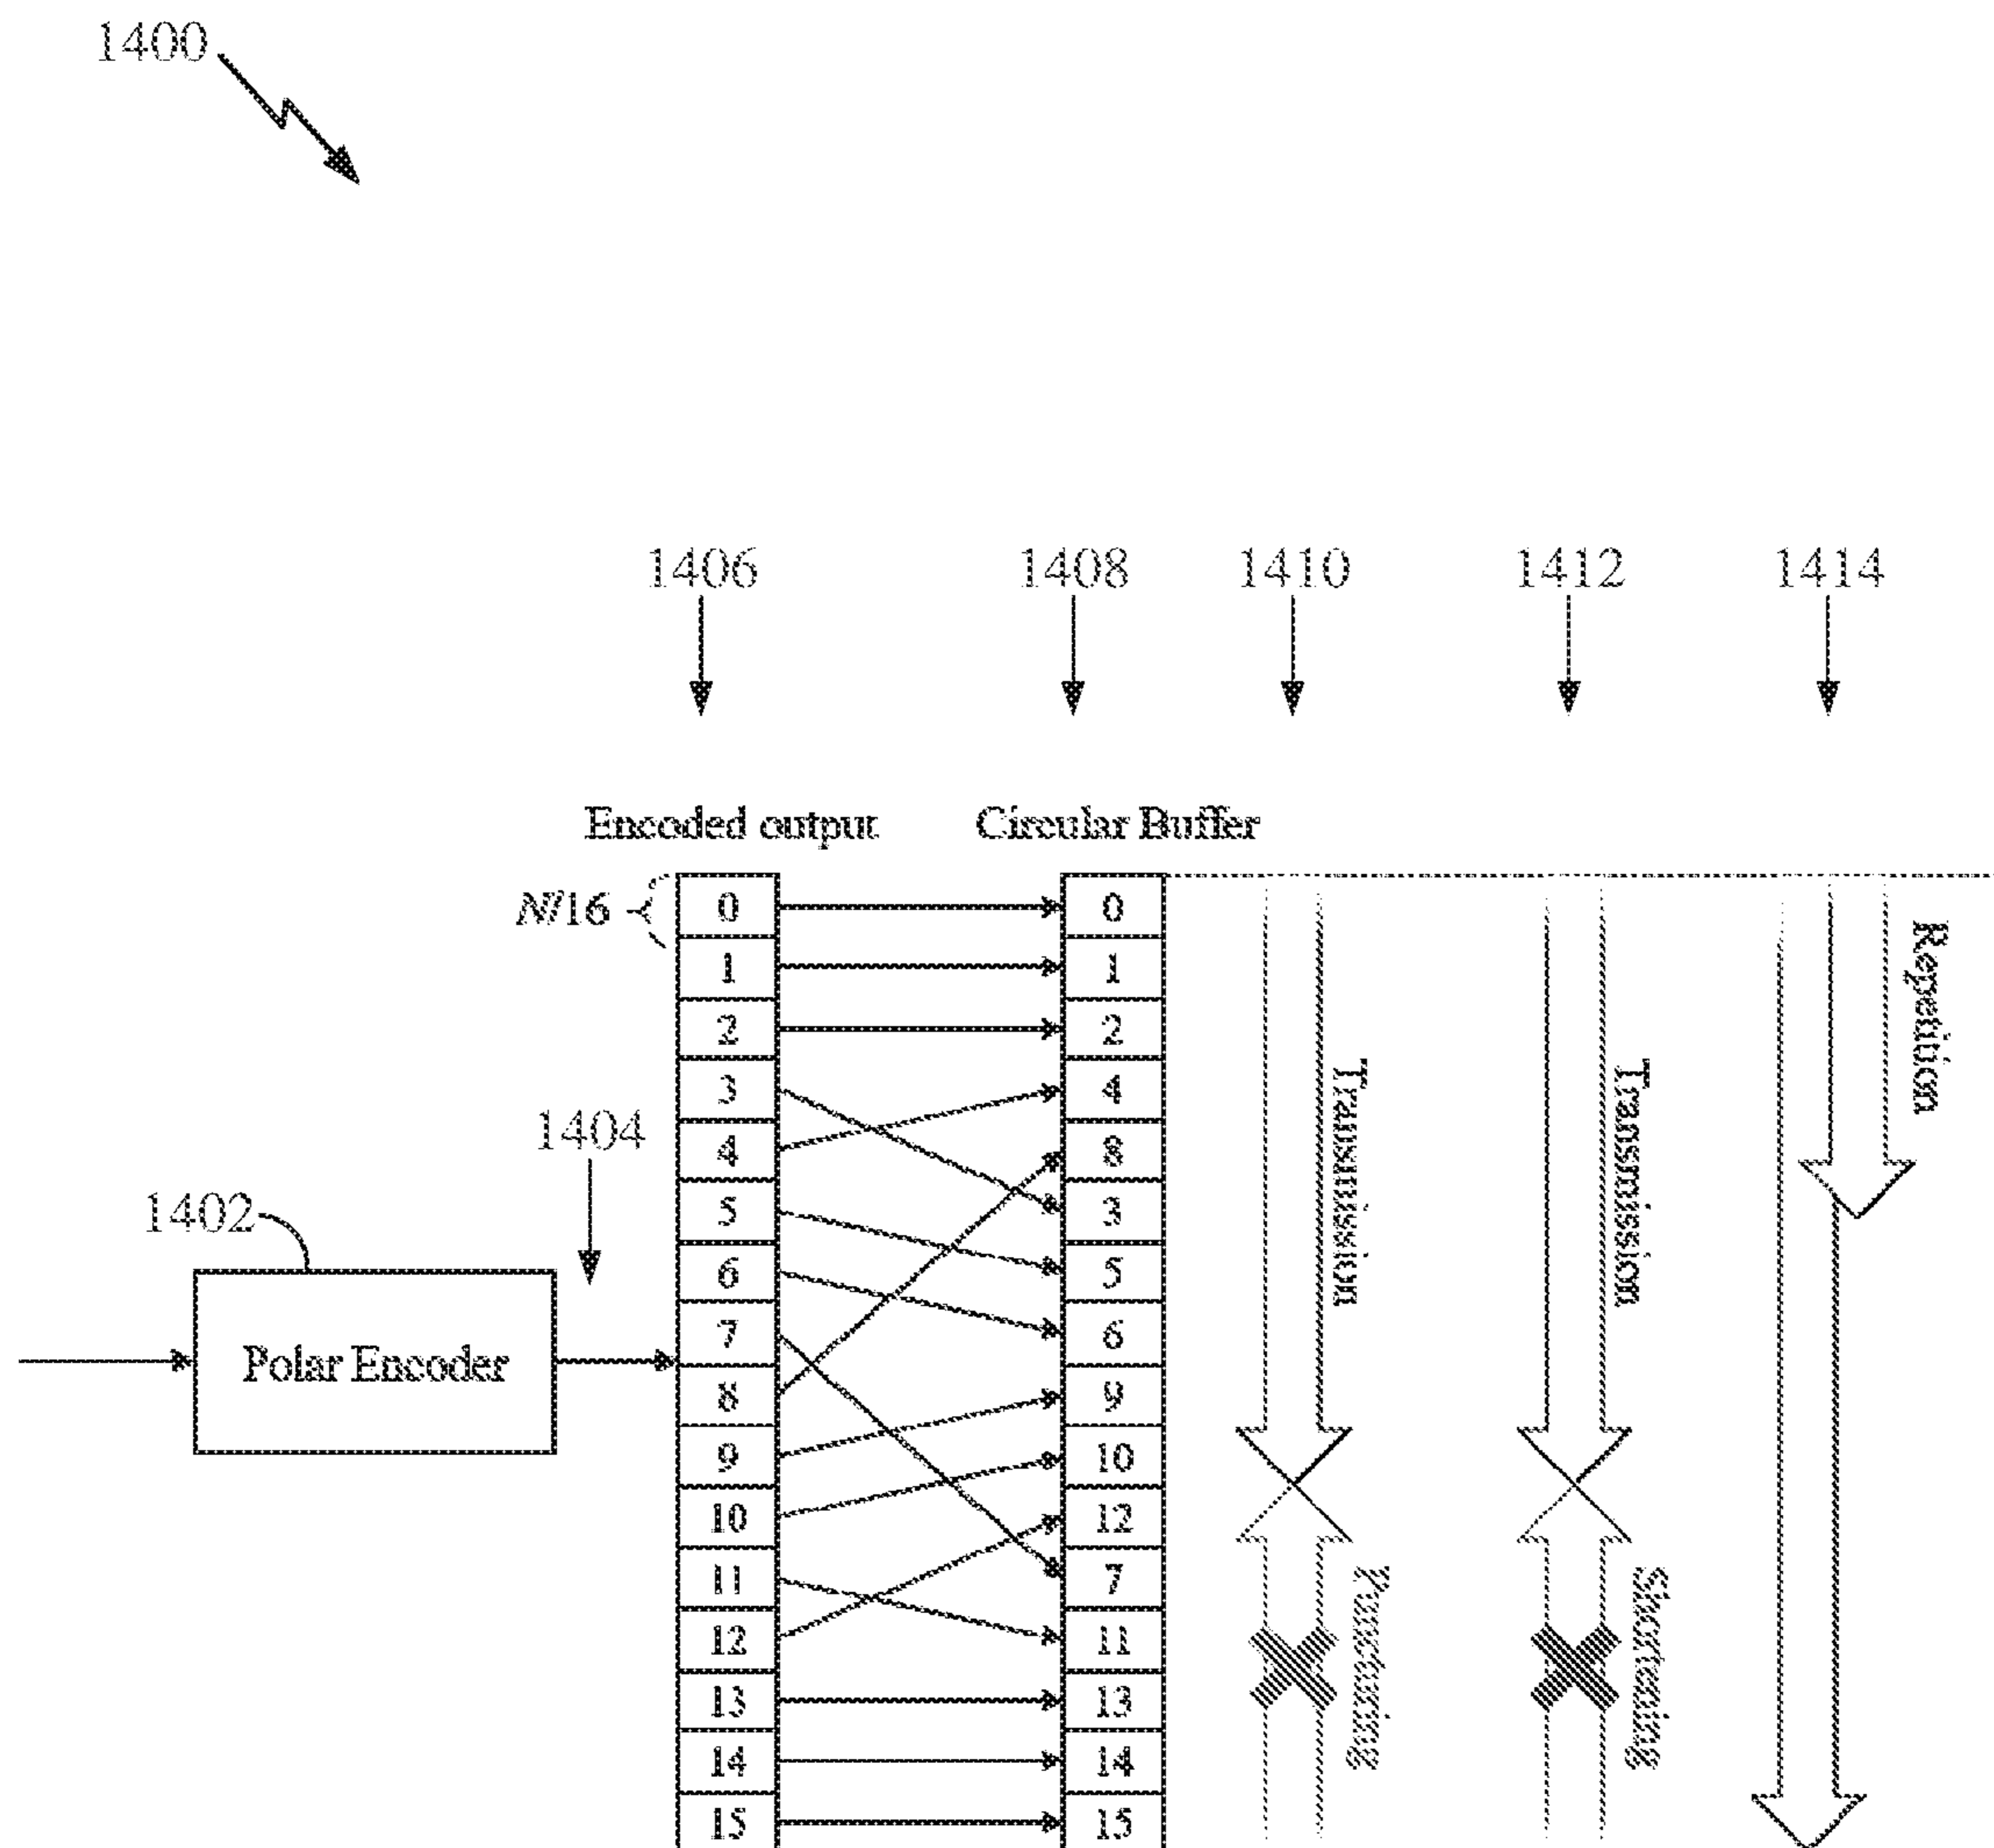 1400
1406 1408 1410 1412 1414
Encoded output Circular Buffer
N/16
0 0
1 1
2 2
3 4
4 8
5 3
6 5
7 6
8 9
9 10
10 12
11 7
12 11
13 13
14 14
15 15
1404
1402
Polar Encoder
Transmission
Puncturing
Transmission
Shortening
Repetition